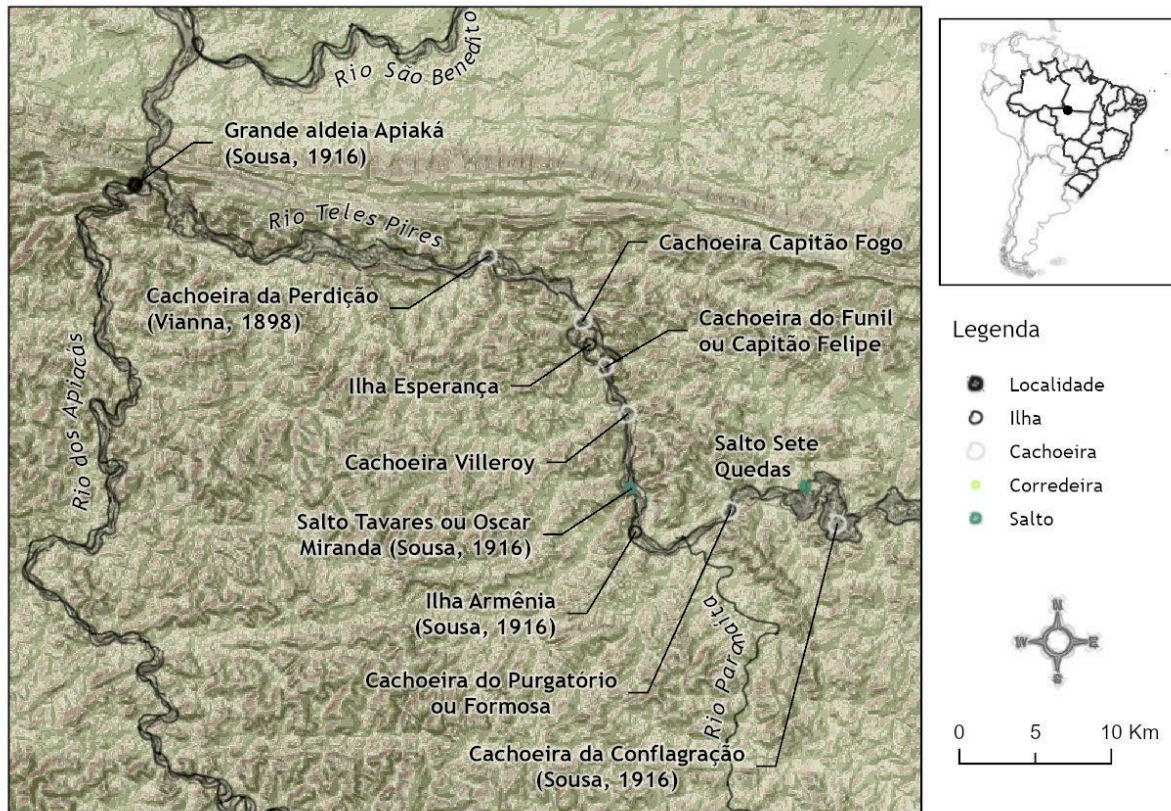 Rio São Benedito
Grande aldeia Apiaká
(Sousa, 1916)
Rio Teles Pires
Cachoeira Capitão Fogo
Cachoeira da Perdição
(Vianna, 1898)
Cachoeira do Funil
ou Capitão Felipe
Ilha Esperança
Rio dos Apiacás
Cachoeira Villeroy
Salto Sete
Quedas
Salto Tavares ou Oscar
Miranda (Sousa, 1916)
Ilha Armênia
(Sousa, 1916)
Rio Paranaíta
Cachoeira do Purgatório
ou Formosa
Cachoeira da Conflagração
(Sousa, 1916)
Legenda
Localidade
Ilha
Cachoeira
Corredeira
Salto
N
W E
S
0 5 10 Km